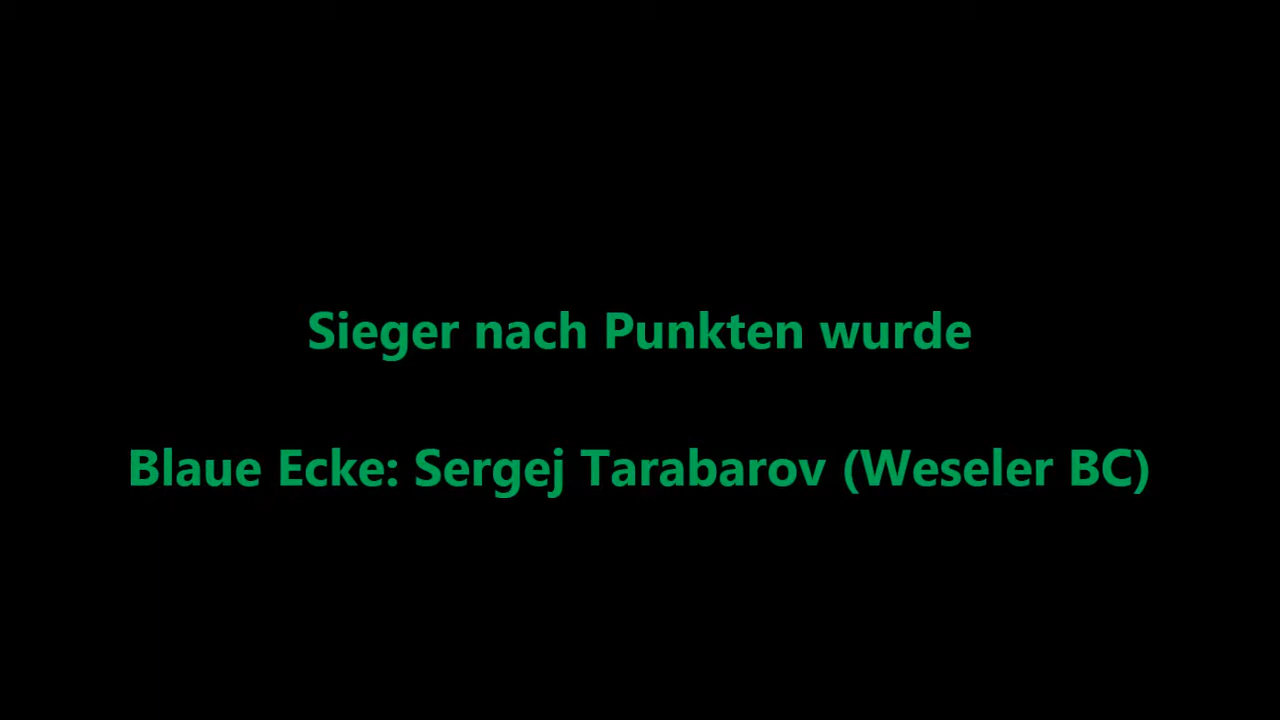 Sieger nach Punkten wurde
Blaue Ecke: Sergej Tarabarov (Weseler BC)